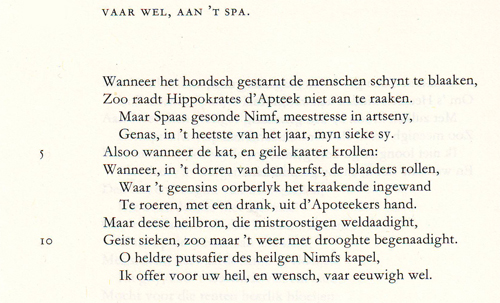 VAAR WEL, AAN 'T SPA.
Wanneer het hondsch gestarnt de menschen schynt te blaaken,
Zoo raadt Hippokrates d'Apteek niet aan te raaken.
Maar Spaas gesonde Nimf, meestresse in artseny,
Genas, in 't heetste van het jaar, myn sieke sy.
5 Alsoo wanneer de kat, en geile kaater krollen:
Wanneer, in 't dorren van den herfst, de blaaders rollen,
Waar 't geensins oorberlyk het kraakende ingewand
Te roeren, met een drank, uit d'Apoteekers hand.
Maar deese heilbron, die mistroostigen weldaadight,
10 Geist sieken, zoo maar 't weer met drooghte begenaadight.
O heldre putsafier des heilgen Nimfs kapel,
Ik offer voor uw heil, en wensch, vaar eeuwigh wel.